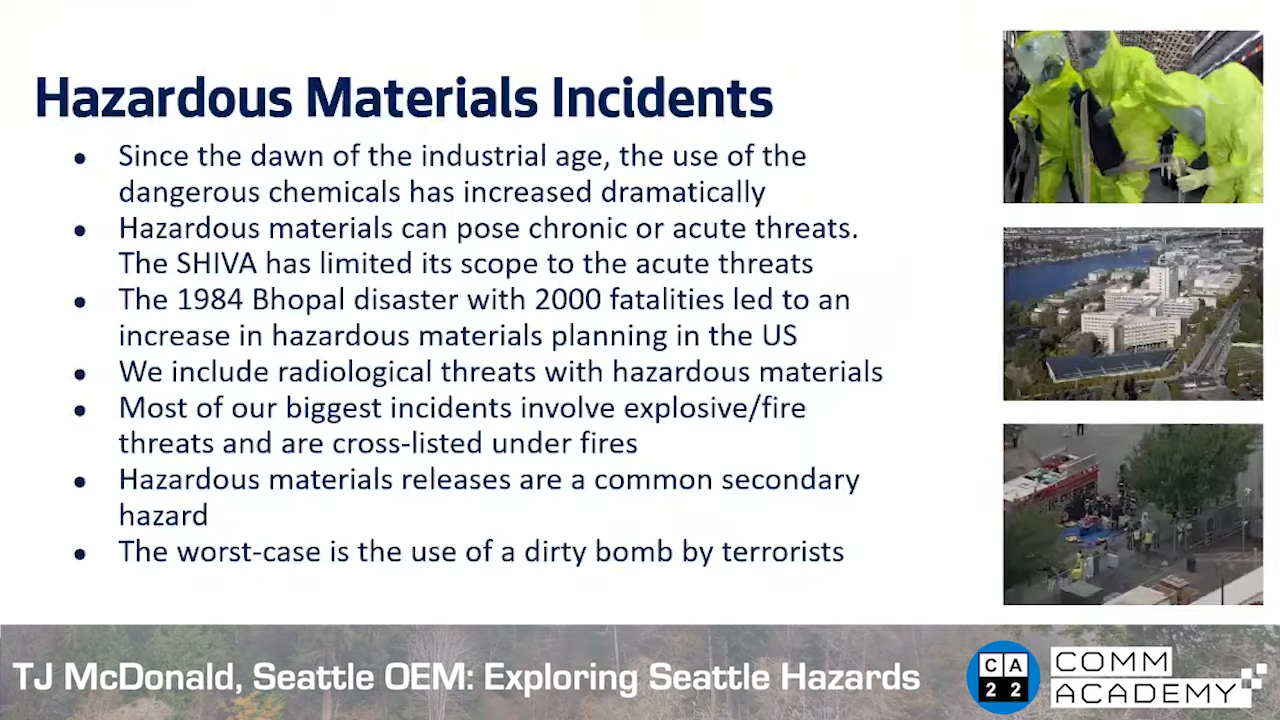 Hazardous Materials Incidents
● Since the dawn of the industrial age, the use of the
dangerous chemicals has increased dramatically
● Hazardous materials can pose chronic or acute threats.
The SHIVA has limited its scope to the acute threats
● The 1984 Bhopal disaster with 2000 fatalities led to an
increase in hazardous materials planning in the US
● We include radiological threats with hazardous materials
● Most of our biggest incidents involve explosive/fire
threats and are cross-listed under fires
● Hazardous materials releases are a common secondary
hazard
● The worst-case is the use of a dirty bomb by terrorists
TJ McDonald, Seattle OEM: Exploring Seattle Hazards
CA
22
COMM
ACADEMY